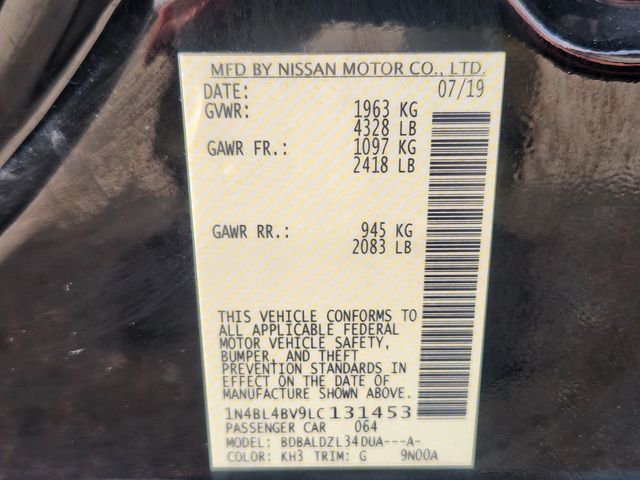 MFD BY NISSAN MOTOR CO., LTD.
DATE: 07/19
GVWR: 1963 KG
4328 LB
GAWR FR.: 1097 KG
2418 LB
GAWR RR.: 945 KG
2083 LB
THIS VEHICLE CONFORMS TO
ALL APPLICABLE FEDERAL
MOTOR VEHICLE SAFETY,
BUMPER, AND THEFT
PREVENTION STANDARDS IN
EFFECT ON THE DATE OF
MANUFACTURE SHOWN ABOVE.
1N4BL4BV9LC131453
PASSENGER CAR 064
MODEL: BDBALDZL34DUA---A-
COLOR: KH3 TRIM: G 9N00A